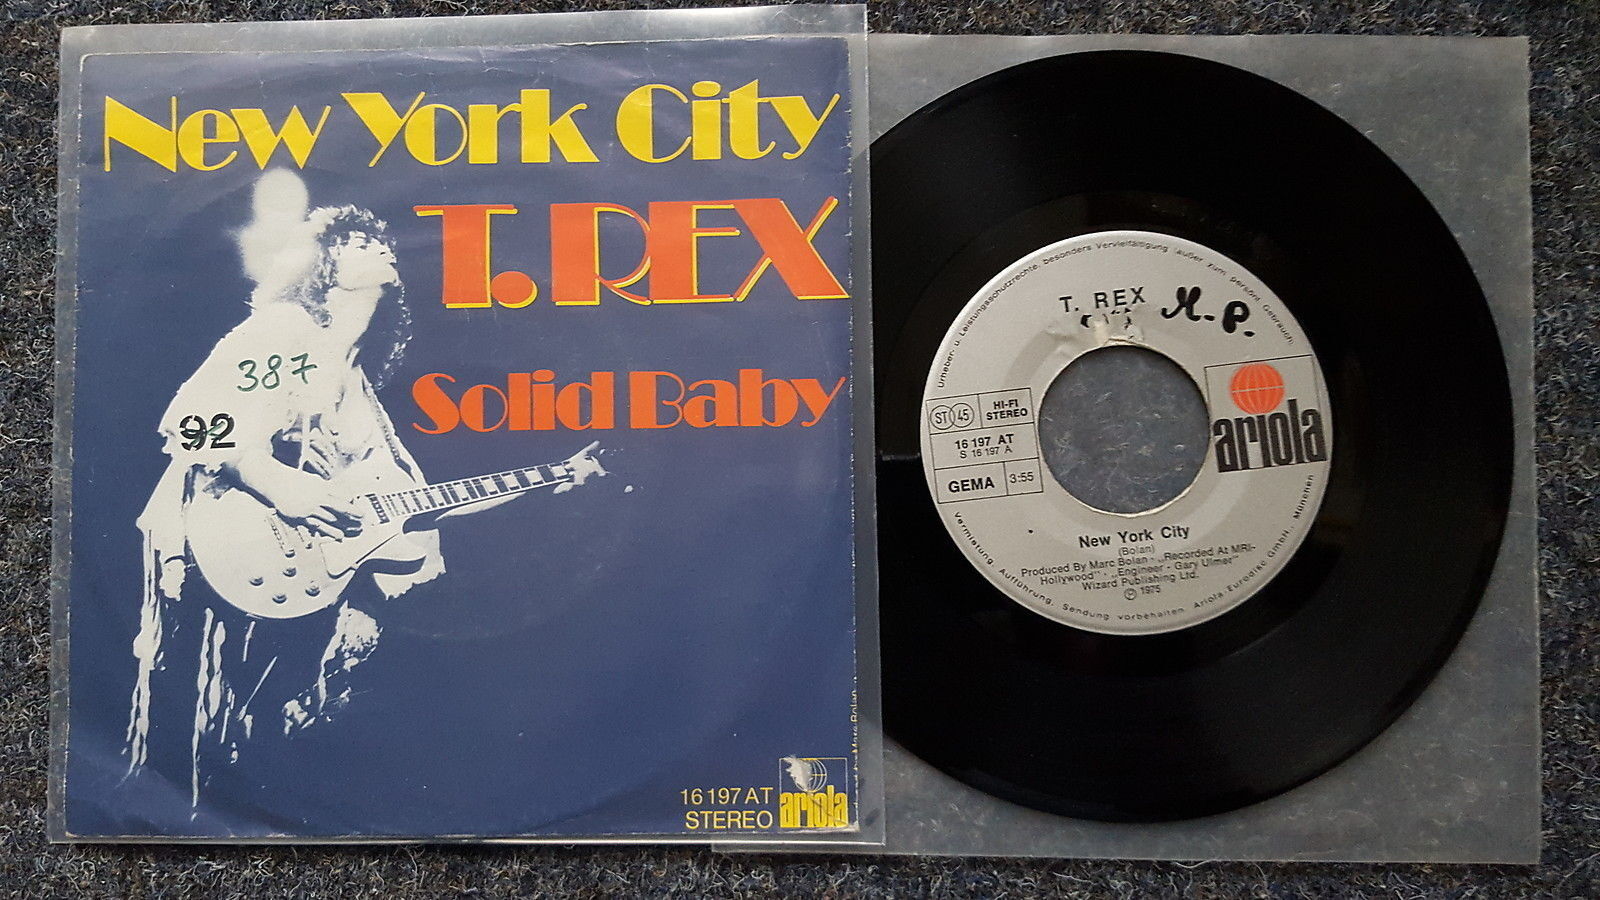 New York City
T. REX
Solid Baby
387
92
Marc Bolan
16 197 AT
STEREO
ariola
Urheber- u. Leistungsschutzrechte, besonders Vervielfältigung außer zum persönl. Gebrauch,
Vermietung, Aufführung, Sendung vorbehalten. Ariola-Eurodisc GmbH., München
T. REX
M.P.
ariola
ST 45
HI-FI
STEREO
16 197 AT
S 16 197 A
GEMA
3:55
New York City
(Bolan)
Produced By Marc Bolan · „Recorded At MRI-
Hollywood" · „Engineer - Gary Ulmer"
Wizard Publishing Ltd.
Ⓟ 1975